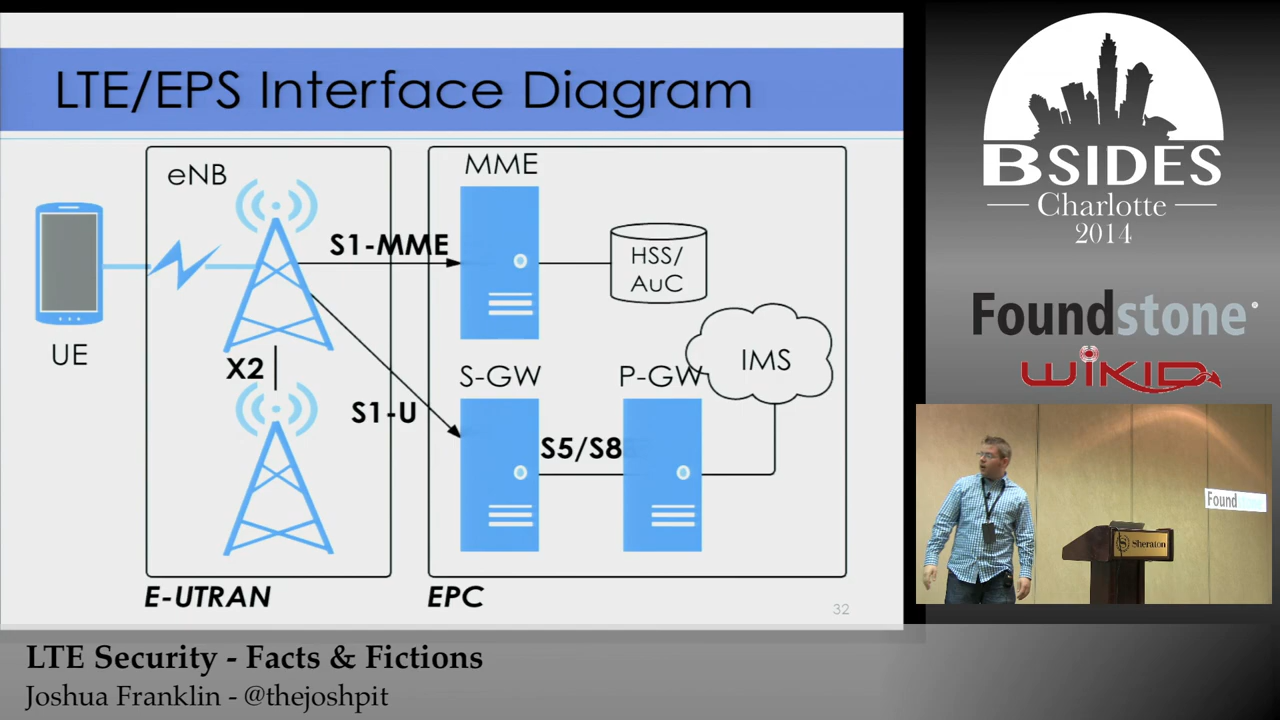 LTE/EPS Interface Diagram
eNB
MME
S1-MME
HSS/
AuC
UE
X2
S-GW
P-GW
IMS
S1-U
S5/S8
E-UTRAN
EPC
32
BSIDES
Charlotte
2014
Foundstone
WiKID
Found
Sheraton
LTE Security - Facts & Fictions
Joshua Franklin - @thejoshpit